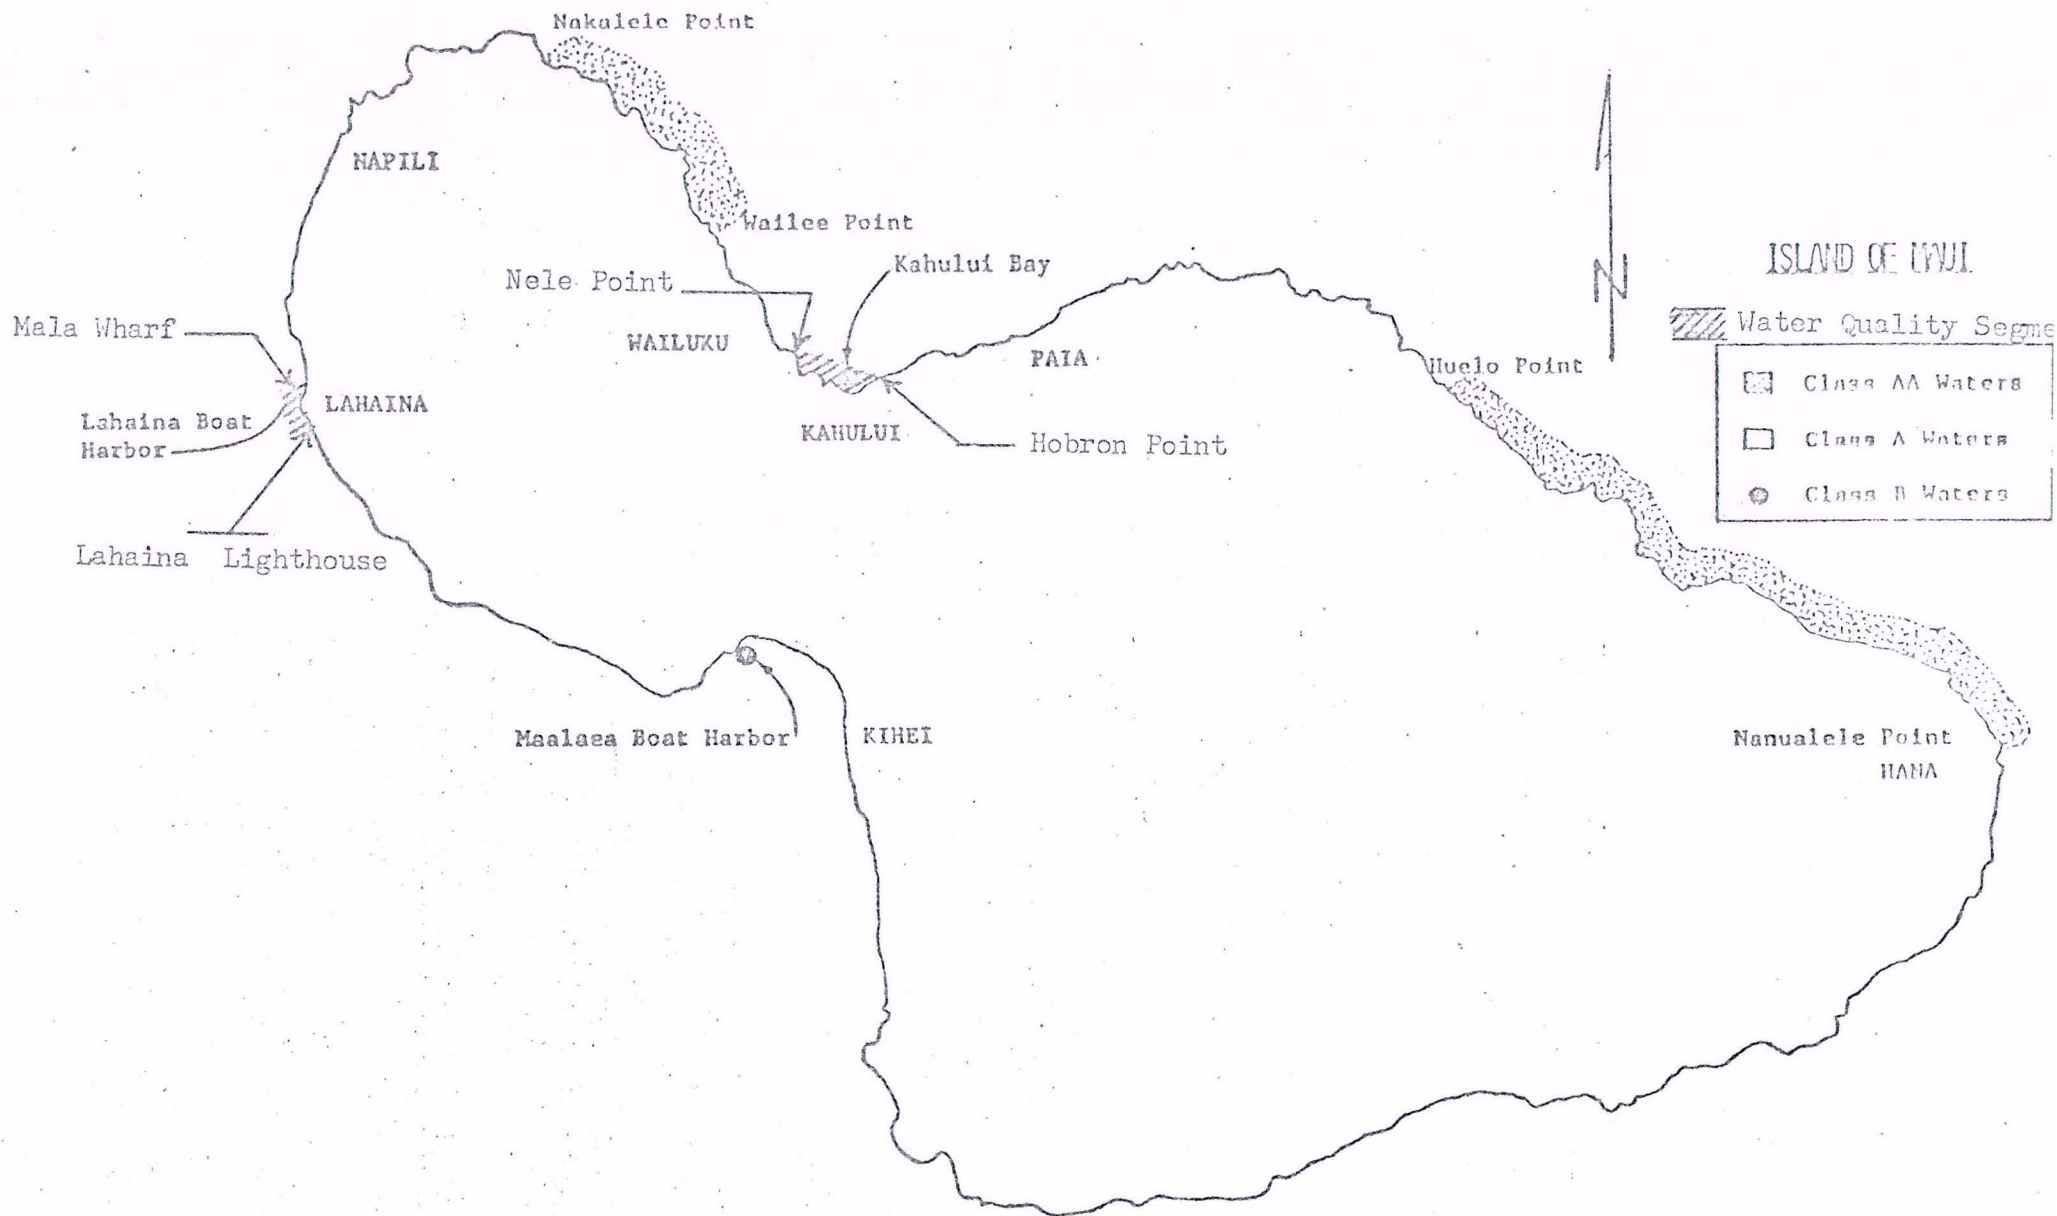 Nakalele Point
NAPILI
Wailee Point
Kahului Bay
Nele Point
ISLAND OF MAUI
Mala Wharf
WAILUKU
Water Quality Segme
PAIA
Huelo Point
Class AA Waters
LAHAINA
Lahaina Boat
Harbor
KAHULUI
Hobron Point
Class A Waters
Class B Waters
N
Lahaina Lighthouse
Maalaea Boat Harbor
KIHEI
Nanualele Point
HANA